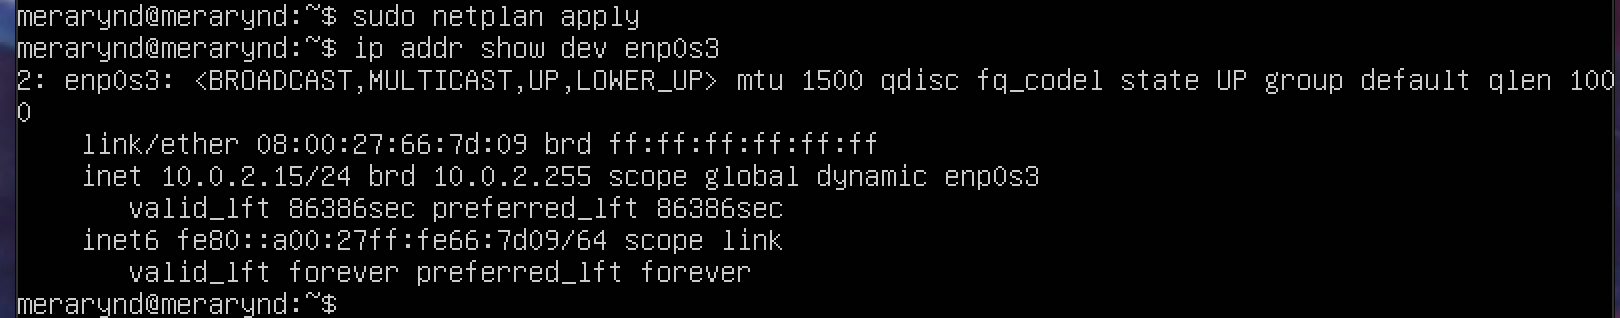 merarynd@merarynd:~$ sudo netplan apply
merarynd@merarynd:~$ ip addr show dev enp0s3
2: enp0s3: <BROADCAST,MULTICAST,UP,LOWER_UP> mtu 1500 qdisc fq_codel state UP group default qlen 100
0
    link/ether 08:00:27:66:7d:09 brd ff:ff:ff:ff:ff:ff
    inet 10.0.2.15/24 brd 10.0.2.255 scope global dynamic enp0s3
       valid_lft 86386sec preferred_lft 86386sec
    inet6 fe80::a00:27ff:fe66:7d09/64 scope link
       valid_lft forever preferred_lft forever
merarynd@merarynd:~$